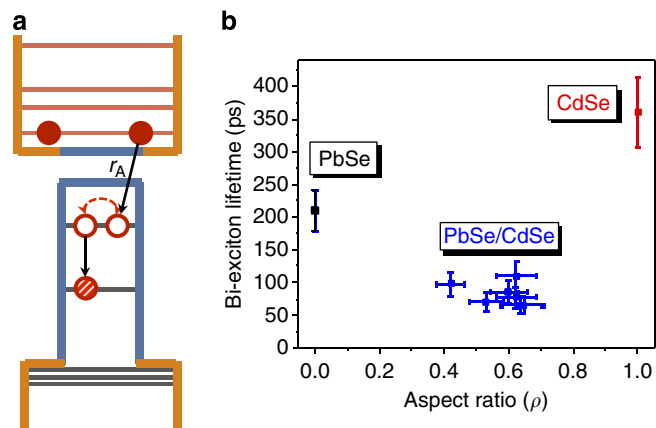 a
r_A
b
Bi-exciton lifetime (ps)
400
350
300
250
200
150
100
50
0
PbSe
CdSe
PbSe/CdSe
0.0 0.2 0.4 0.6 0.8 1.0
Aspect ratio (ρ)